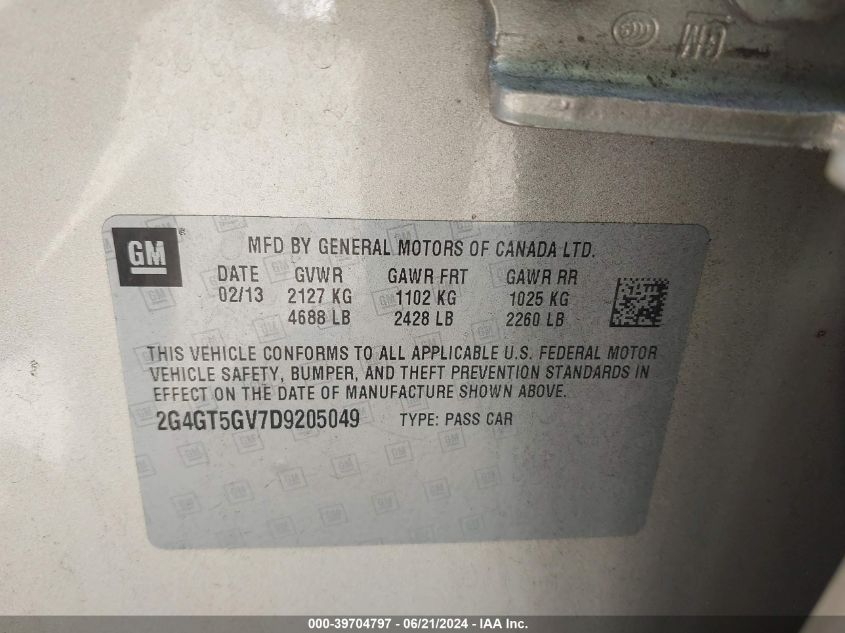 GM
GM
MFD BY GENERAL MOTORS OF CANADA LTD.
DATE GVWR GAWR FRT GAWR RR
02/13 2127 KG 1102 KG 1025 KG
4688 LB 2428 LB 2260 LB
THIS VEHICLE CONFORMS TO ALL APPLICABLE U.S. FEDERAL MOTOR
VEHICLE SAFETY, BUMPER, AND THEFT PREVENTION STANDARDS IN
EFFECT ON THE DATE OF MANUFACTURE SHOWN ABOVE.
2G4GT5GV7D9205049 TYPE: PASS CAR
000-39704797 - 06/21/2024 - IAA Inc.